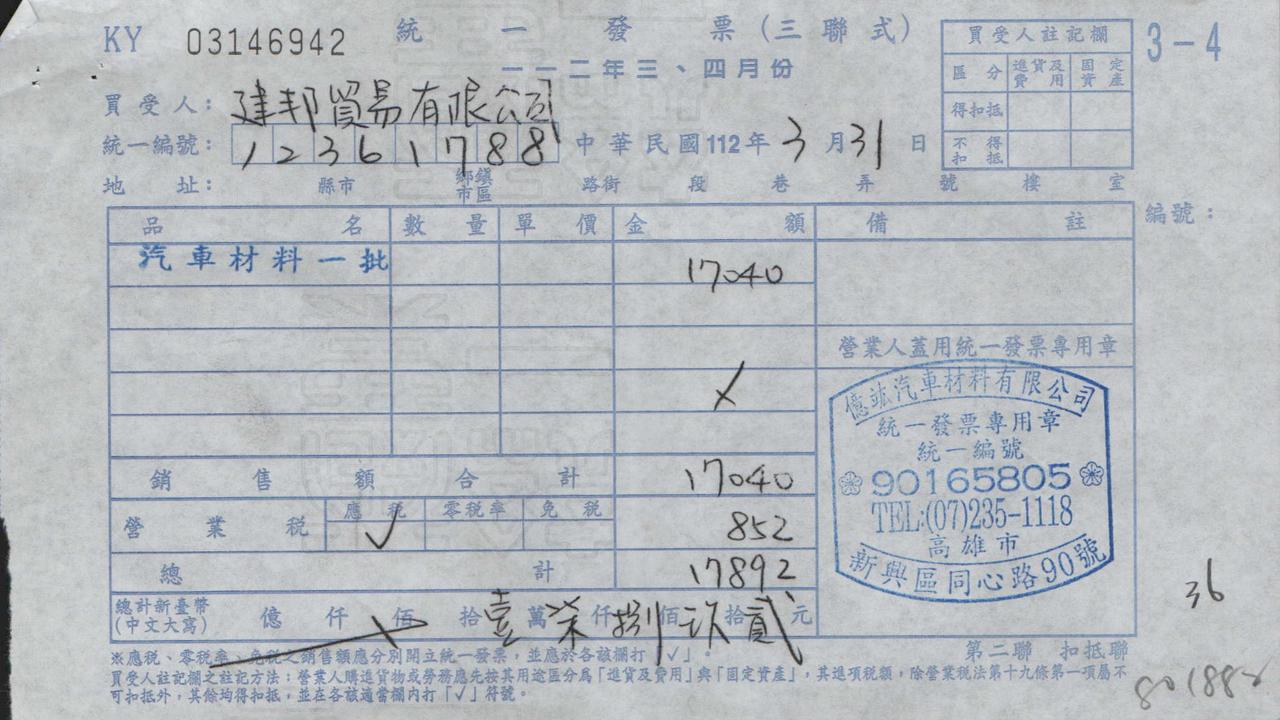 KY 03146942 統一發票(三聯式) 3-4
一一二年三、四月份
買受人註記欄
區分 進貨及費用 固定資產
得扣抵
不得扣抵
買受人: 建邦貿易有限公司
統一編號: 12361788 中華民國112年3月31日
地址: 縣市 鄉鎮市區 路街 段 巷 弄 號 樓 室
品名 數量 單價 金額 備註 編號:
汽車材料一批 17040
營業人蓋用統一發票專用章
億竑汽車材料有限公司
統一發票專用章
統一編號
90165805
TEL:(07)235-1118
高雄市
新興區同心路90號
銷售額合計 17040
營業稅 應稅 √ 零稅率 免稅 852
總計 17892
總計新臺幣(中文大寫) 億 仟 佰 拾壹萬柒仟捌佰玖拾貳元
36
※應稅、零稅率、免稅之銷售額應分別開立統一發票,並應於各該欄打「√」。
第二聯 扣抵聯
買受人註記欄之註記方法:營業人購進貨物或勞務應先按其用途區分為「進貨及費用」與「固定資產」,其進項稅額,除營業稅法第十九條第一項屬不
可扣抵外,其餘均得扣抵,並在各該適當欄內打「√」符號。